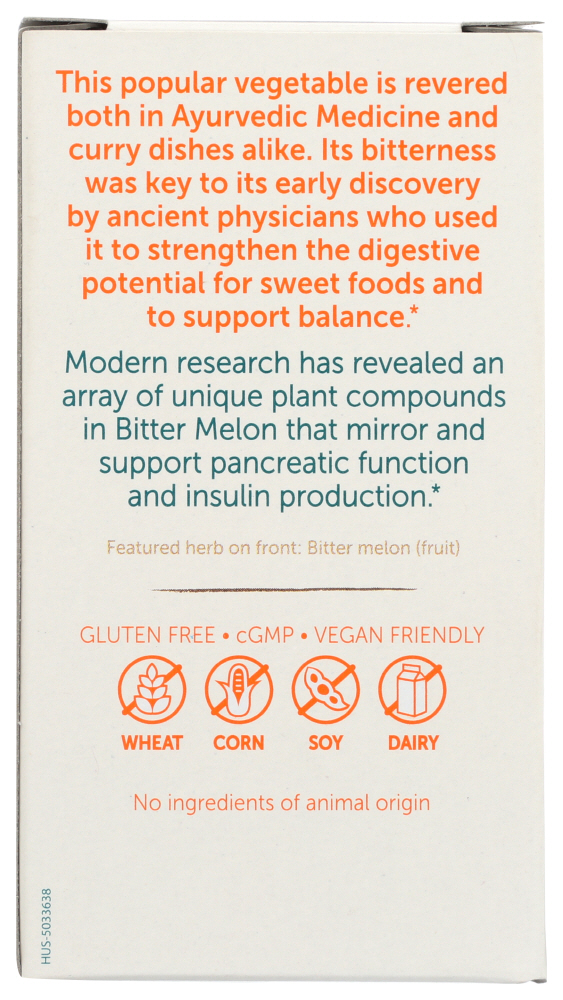 This popular vegetable is revered
both in Ayurvedic Medicine and
curry dishes alike. Its bitterness
was key to its early discovery
by ancient physicians who used
it to strengthen the digestive
potential for sweet foods and
to support balance.*
Modern research has revealed an
array of unique plant compounds
in Bitter Melon that mirror and
support pancreatic function
and insulin production.*
Featured herb on front: Bitter melon (fruit)
GLUTEN FREE • cGMP • VEGAN FRIENDLY
WHEAT CORN SOY DAIRY
No ingredients of animal origin
HUS-5033638